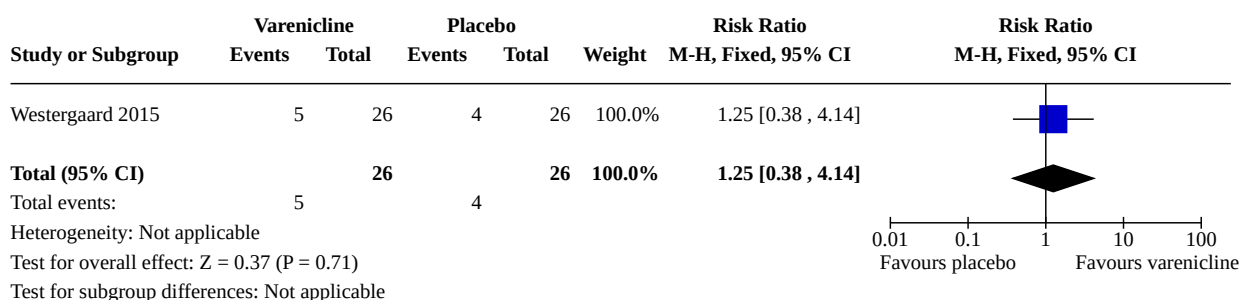 Varenicline Placebo Risk Ratio Risk Ratio
Study or Subgroup Events Total Events Total Weight M-H, Fixed, 95% CI M-H, Fixed, 95% CI
Westergaard 2015 5 26 4 26 100.0% 1.25 [0.38 , 4.14]
Total (95% CI) 26 26 100.0% 1.25 [0.38 , 4.14]
Total events: 5 4
Heterogeneity: Not applicable
0.01 0.1 1 10 100
Test for overall effect: Z = 0.37 (P = 0.71)
Favours placebo Favours varenicline
Test for subgroup differences: Not applicable